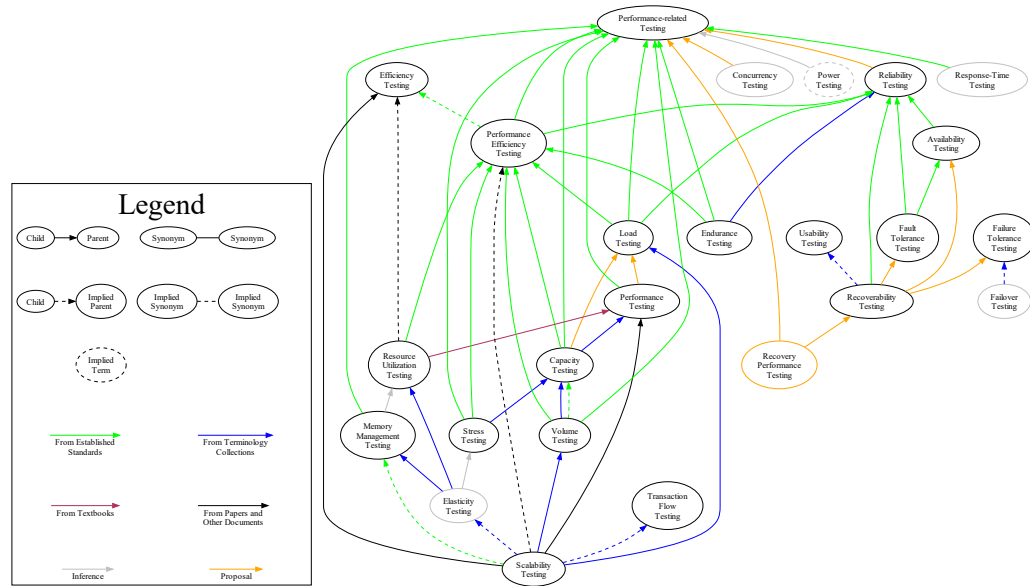 Performance-related
Testing
Efficiency
Testing
Concurrency
Testing
Power
Testing
Reliability
Testing
Response-Time
Testing
Performance
Efficiency
Testing
Availability
Testing
Legend
Child
Parent
Synonym
Synonym
Load
Testing
Endurance
Testing
Usability
Testing
Fault
Tolerance
Testing
Failure
Tolerance
Testing
Child
Implied
Parent
Implied
Synonym
Implied
Synonym
Performance
Testing
Recoverability
Testing
Failover
Testing
Implied
Term
Resource
Utilization
Testing
Capacity
Testing
Recovery
Performance
Testing
From Established
Standards
From Terminology
Collections
Memory
Management
Testing
Stress
Testing
Volume
Testing
From Textbooks
From Papers and
Other Documents
Elasticity
Testing
Transaction
Flow
Testing
Inference
Proposal
Scalability
Testing